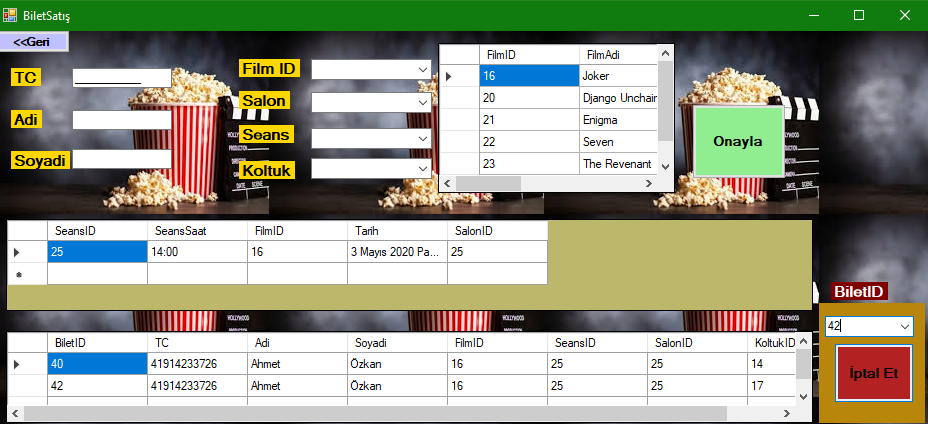 BiletSatış
<<Geri
TC
Adi
Soyadi
Film ID
Salon
Seans
Koltuk
FilmID FilmAdi
16 Joker
20 Django Unchair
21 Enigma
22 Seven
23 The Revenant
Onayla
SeansID SeansSaat FilmID Tarih SalonID
25 14:00 16 3 Mayıs 2020 Pa... 25
BiletID
42
İptal Et
BiletID TC Adi Soyadi FilmID SeansID SalonID KoltukID
40 41914233726 Ahmet Özkan 16 25 25 14
42 41914233726 Ahmet Özkan 16 25 25 17